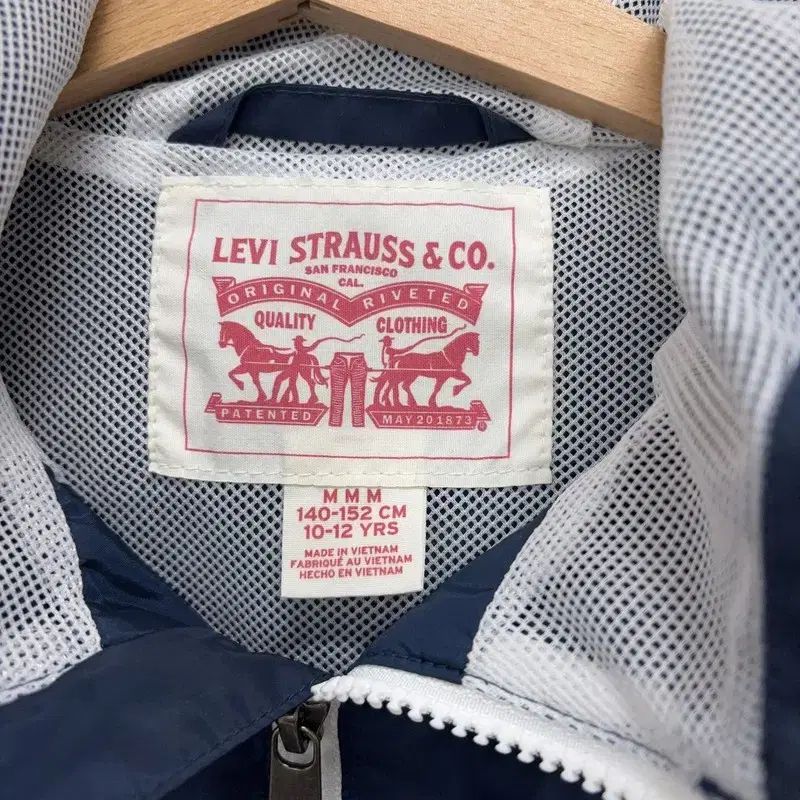 LEVI STRAUSS & CO.
SAN FRANCISCO
CAL.
ORIGINAL RIVETED
QUALITY CLOTHING
PATENTED MAY 20 1873 ®
M M M
140-152 CM
10-12 YRS
MADE IN VIETNAM
FABRIQUÉ AU VIETNAM
HECHO EN VIETNAM